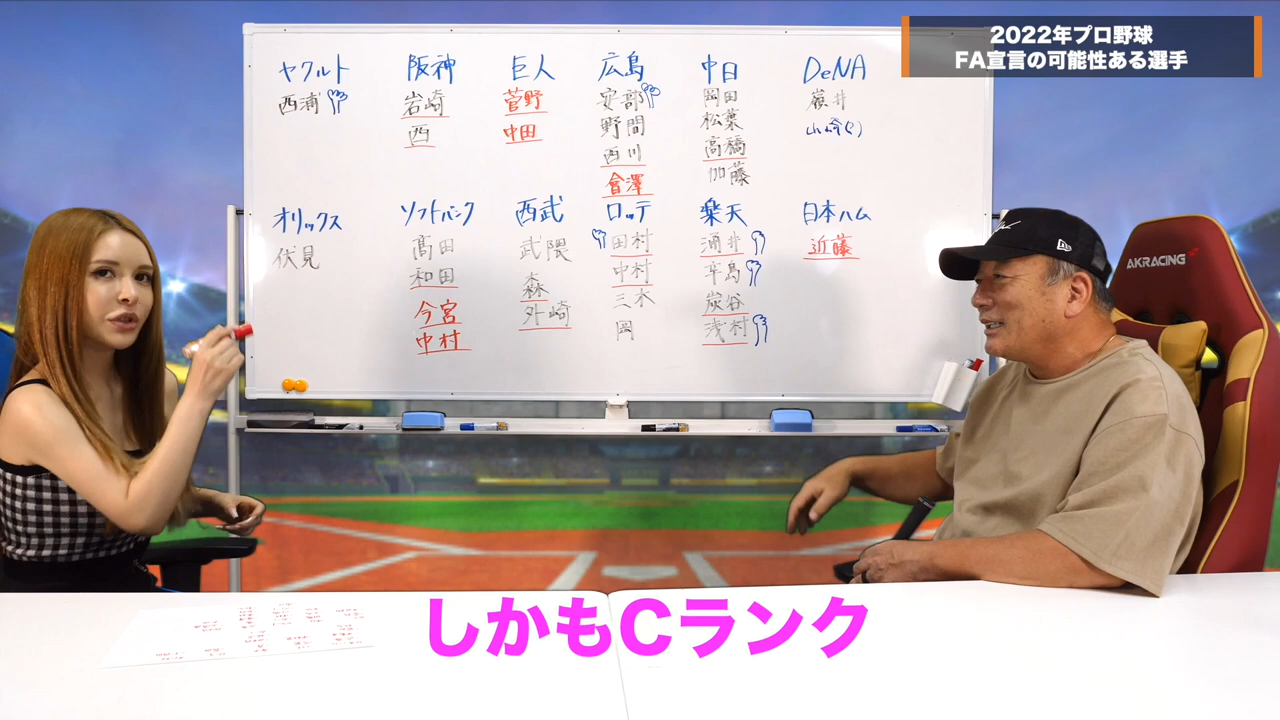 2022年プロ野球
FA宣言の可能性ある選手
ヤクルト
西浦
阪神
岩崎
西
巨人
菅野
中田
広島
安部
野間
西川
會澤
中日
岡田
松葉
高橋
加藤
DeNA
嶺井
山﨑(?)
オリックス
伏見
ソフトバンク
髙田
和田
今宮
中村
西武
武隈
森
外崎
ロッテ
田村
中村
三木
岡
楽天
涌井
辛島
炭谷
浅村
日本ハム
近藤
AKRACING
しかもCランク